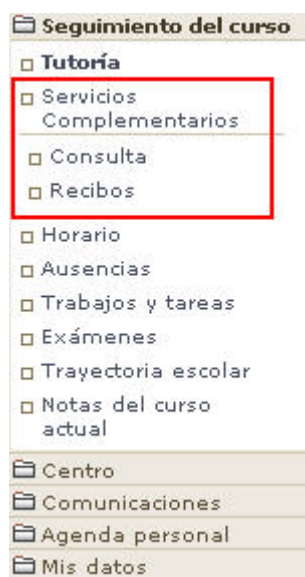 Seguimiento del curso
Tutoría
Servicios
Complementarios
Consulta
Recibos
Horario
Ausencias
Trabajos y tareas
Exámenes
Trayectoria escolar
Notas del curso
actual
Centro
Comunicaciones
Agenda personal
Mis datos